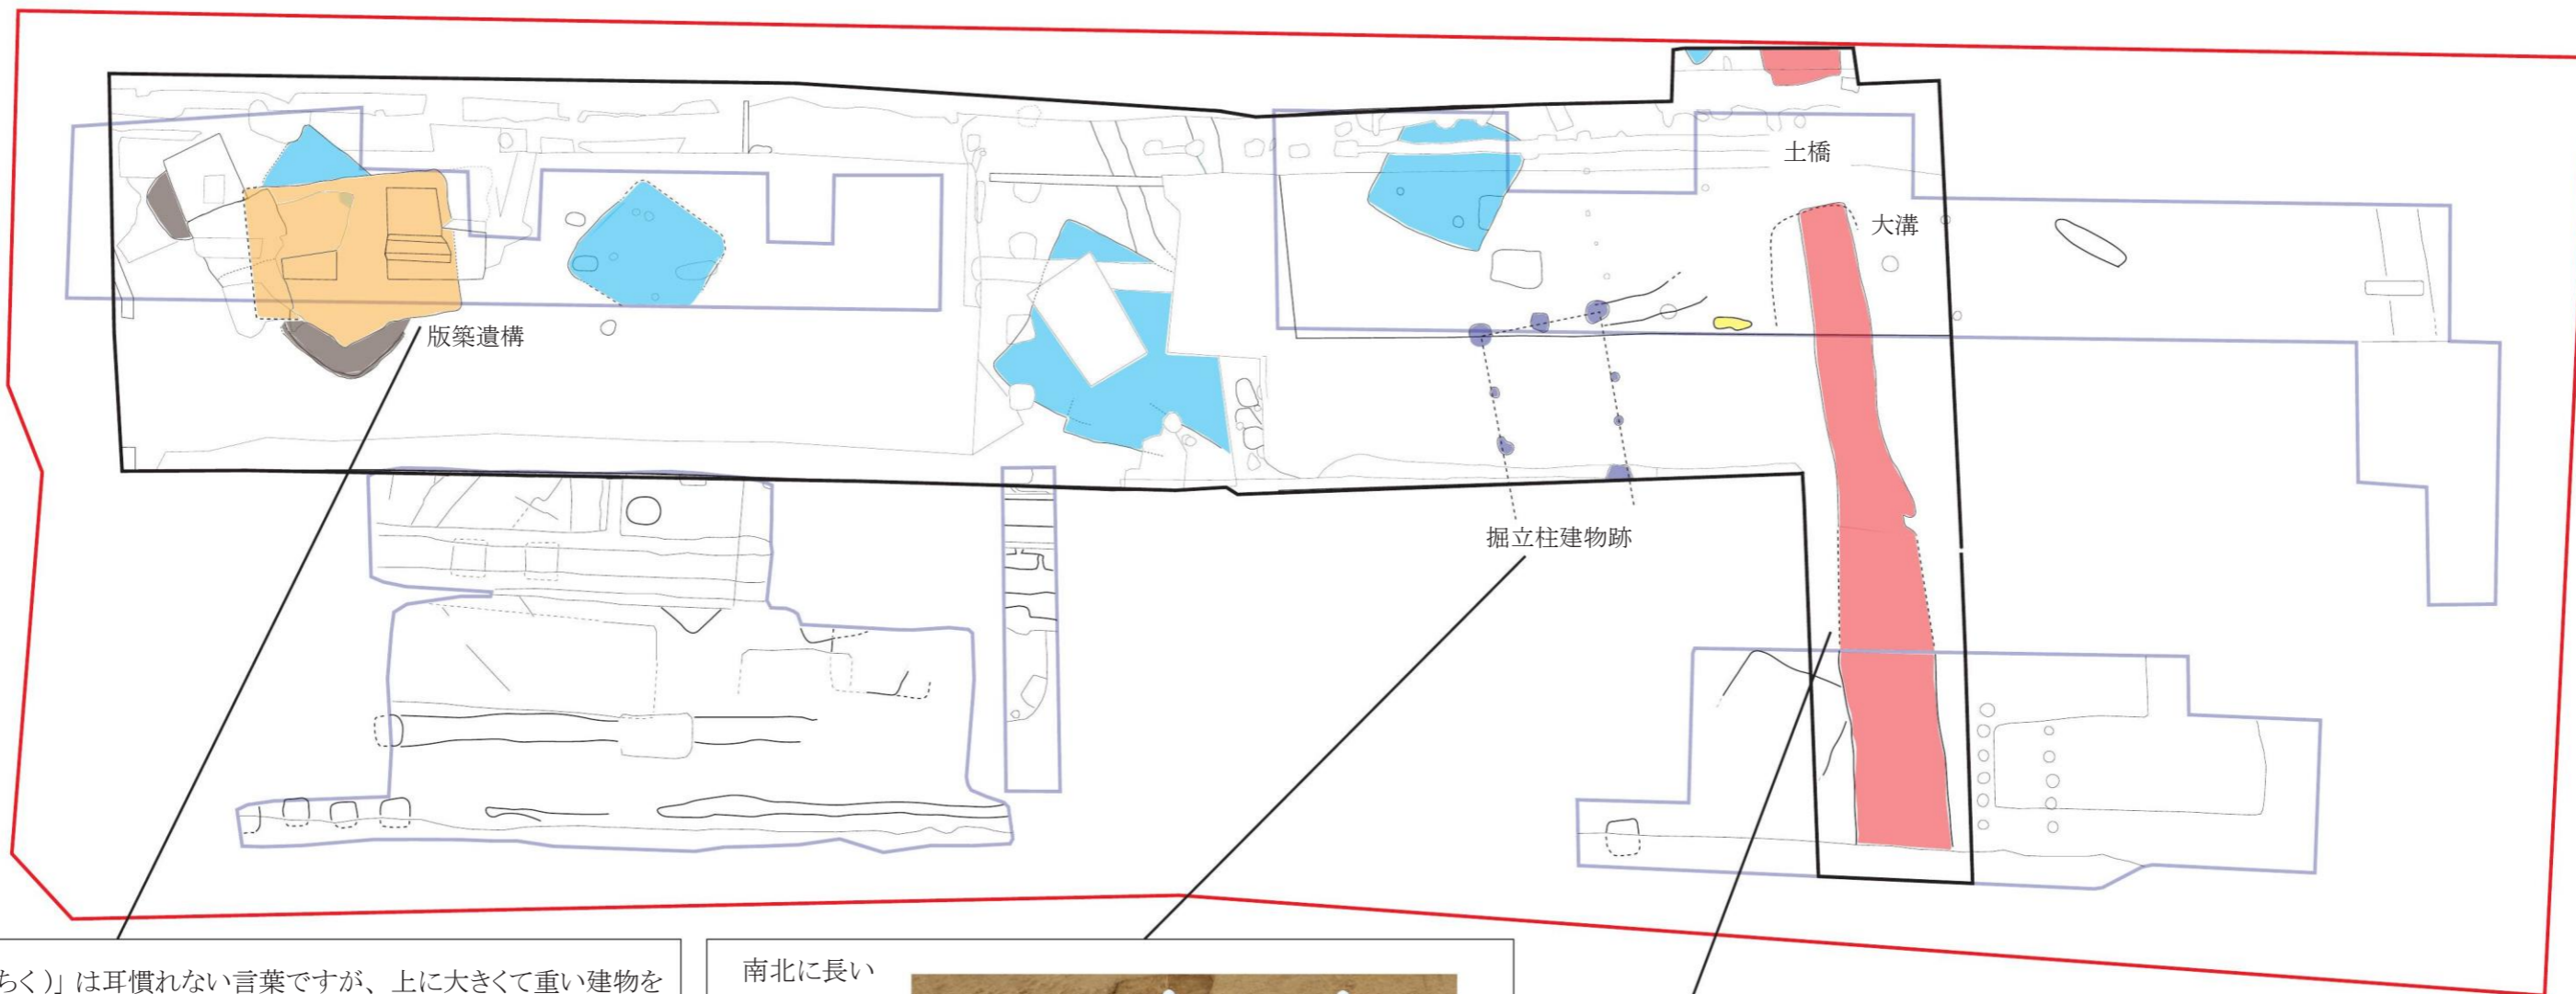 土橋
大溝
版築遺構
掘立柱建物跡
ちく)」は耳慣れない言葉ですが、上に大きくて重い建物を
南北に長い